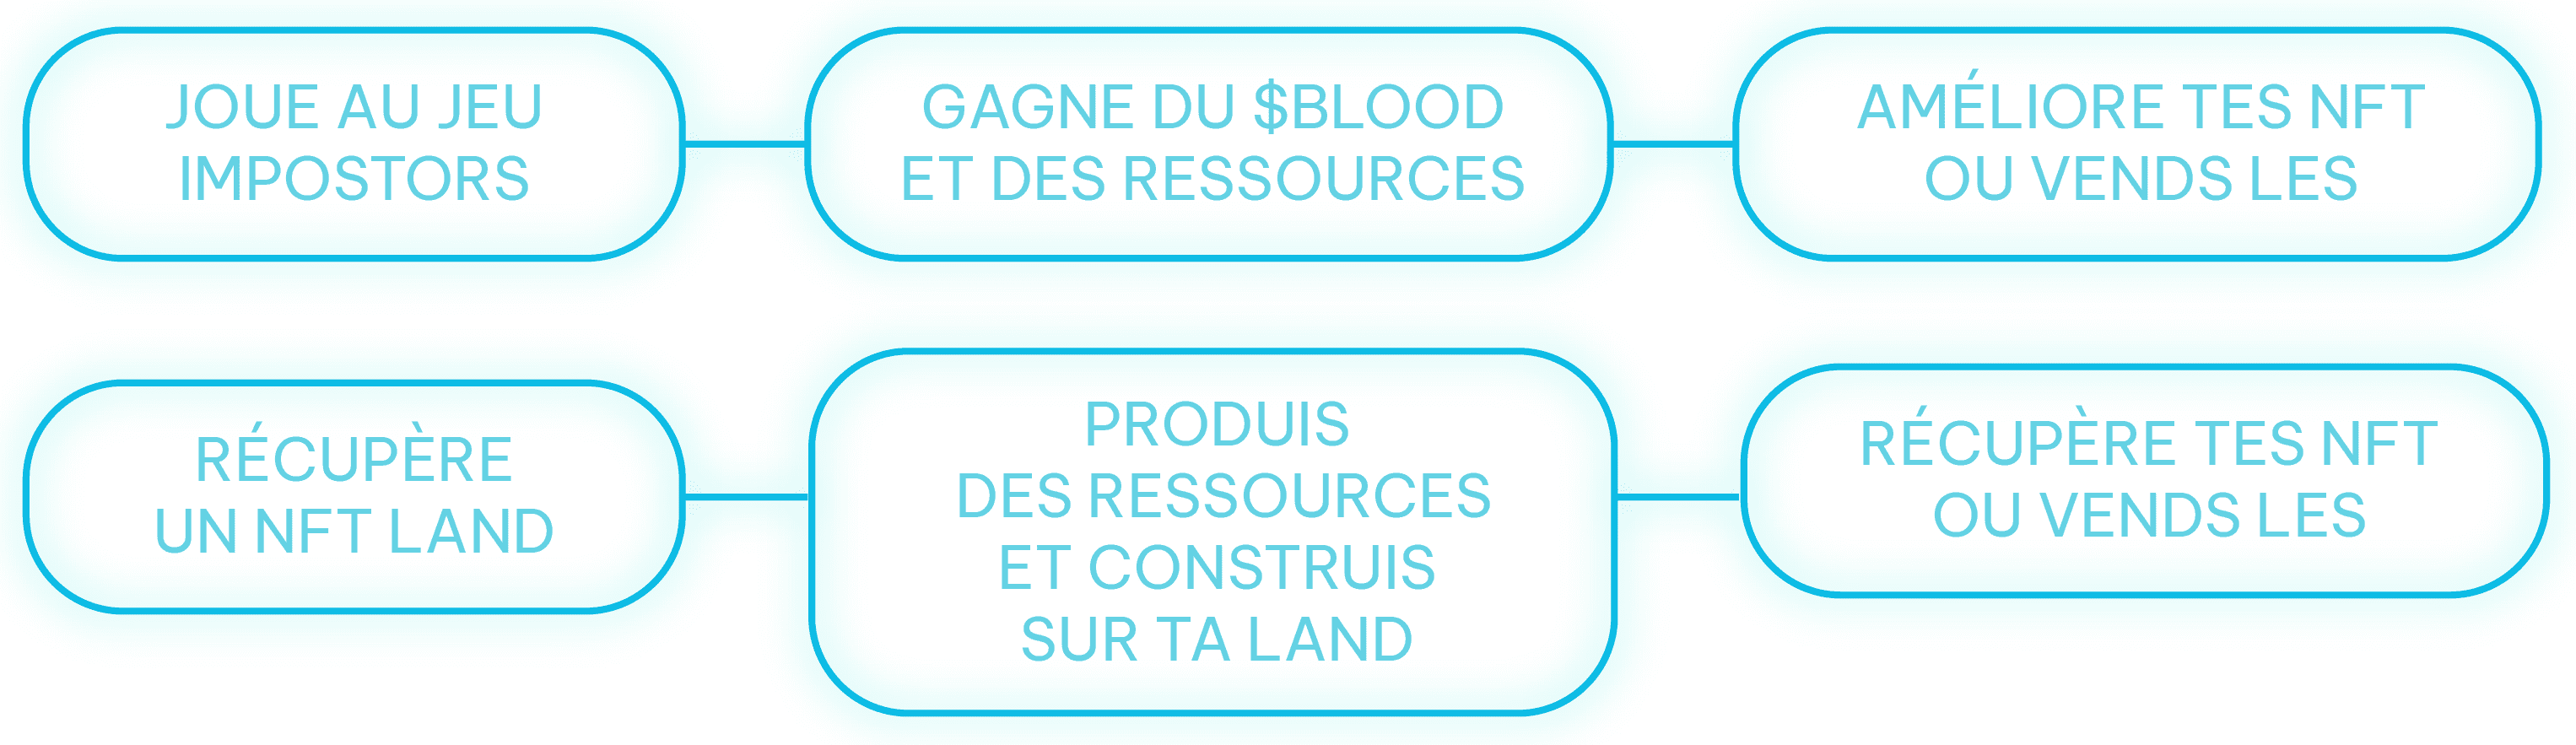 JOUE AU JEU
IMPOSTORS
GAGNE DU $BLOOD
ET DES RESSOURCES
AMÉLIORE TES NFT
OU VENDS LES
RÉCUPÈRE
UN NFT LAND
PRODUIS
DES RESSOURCES
ET CONSTRUIS
SUR TA LAND
RÉCUPÈRE TES NFT
OU VENDS LES